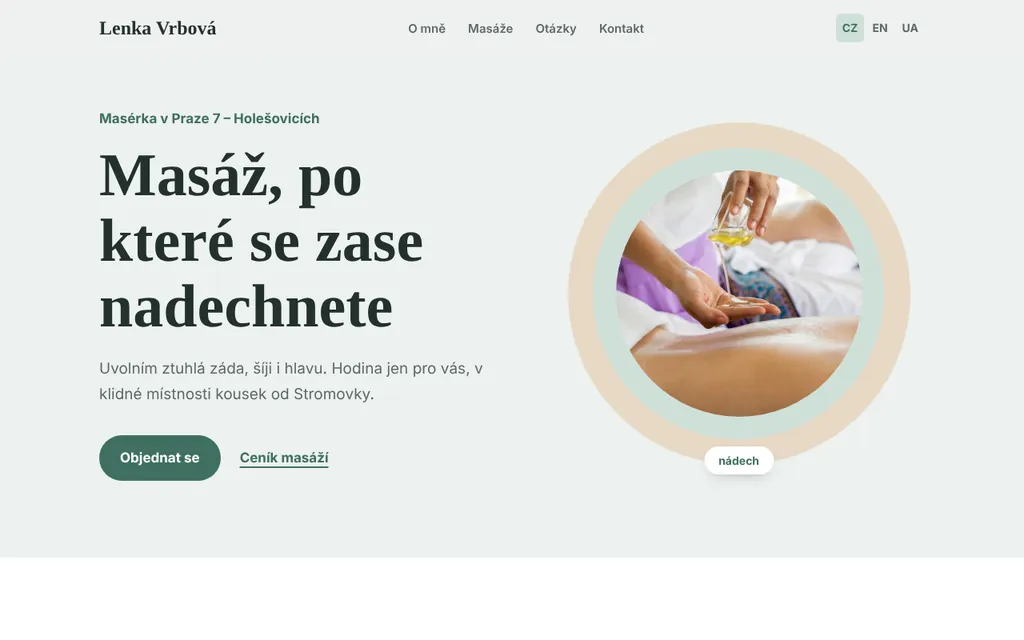 Lenka Vrbová
O mně Masáže Otázky Kontakt
CZ EN UA
Masérka v Praze 7 – Holešovicích
Masáž, po
které se zase
nadechnete
Uvolním ztuhlá záda, šíji i hlavu. Hodina jen pro vás, v
klidné místnosti kousek od Stromovky.
Objednat se
Ceník masáží
nádech